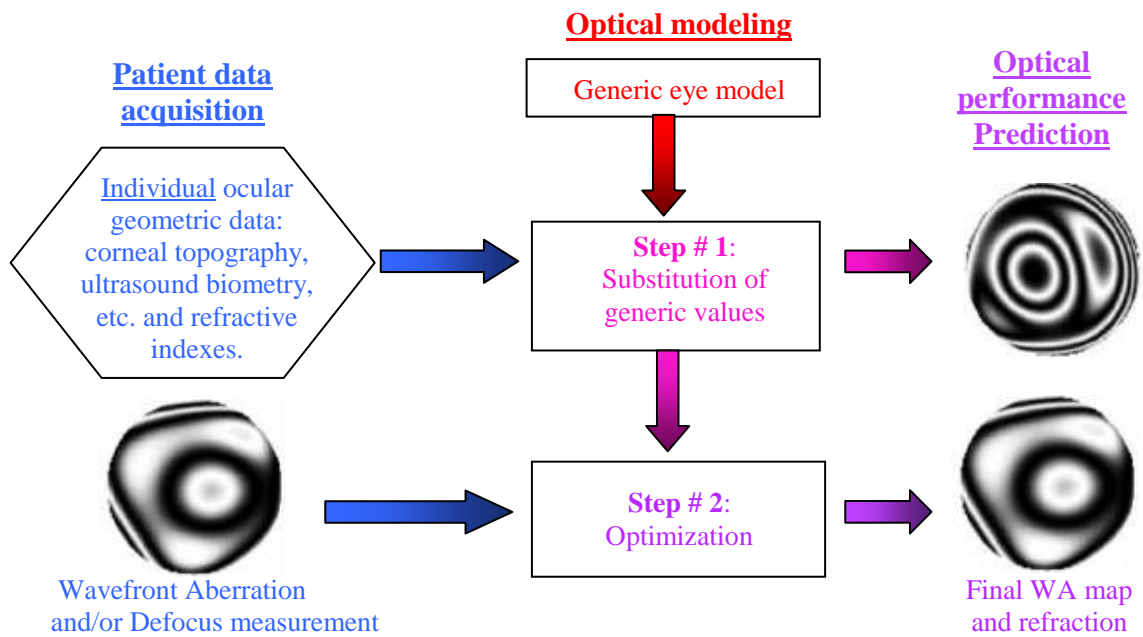 Patient data
acquisition
Individual ocular
geometric data:
corneal topography,
ultrasound biometry,
etc. and refractive
indexes.
Wavefront Aberration
and/or Defocus measurement
Optical modeling
Generic eye model
Step # 1:
Substitution of
generic values
Step # 2:
Optimization
Optical
performance
Prediction
Final WA map
and refraction